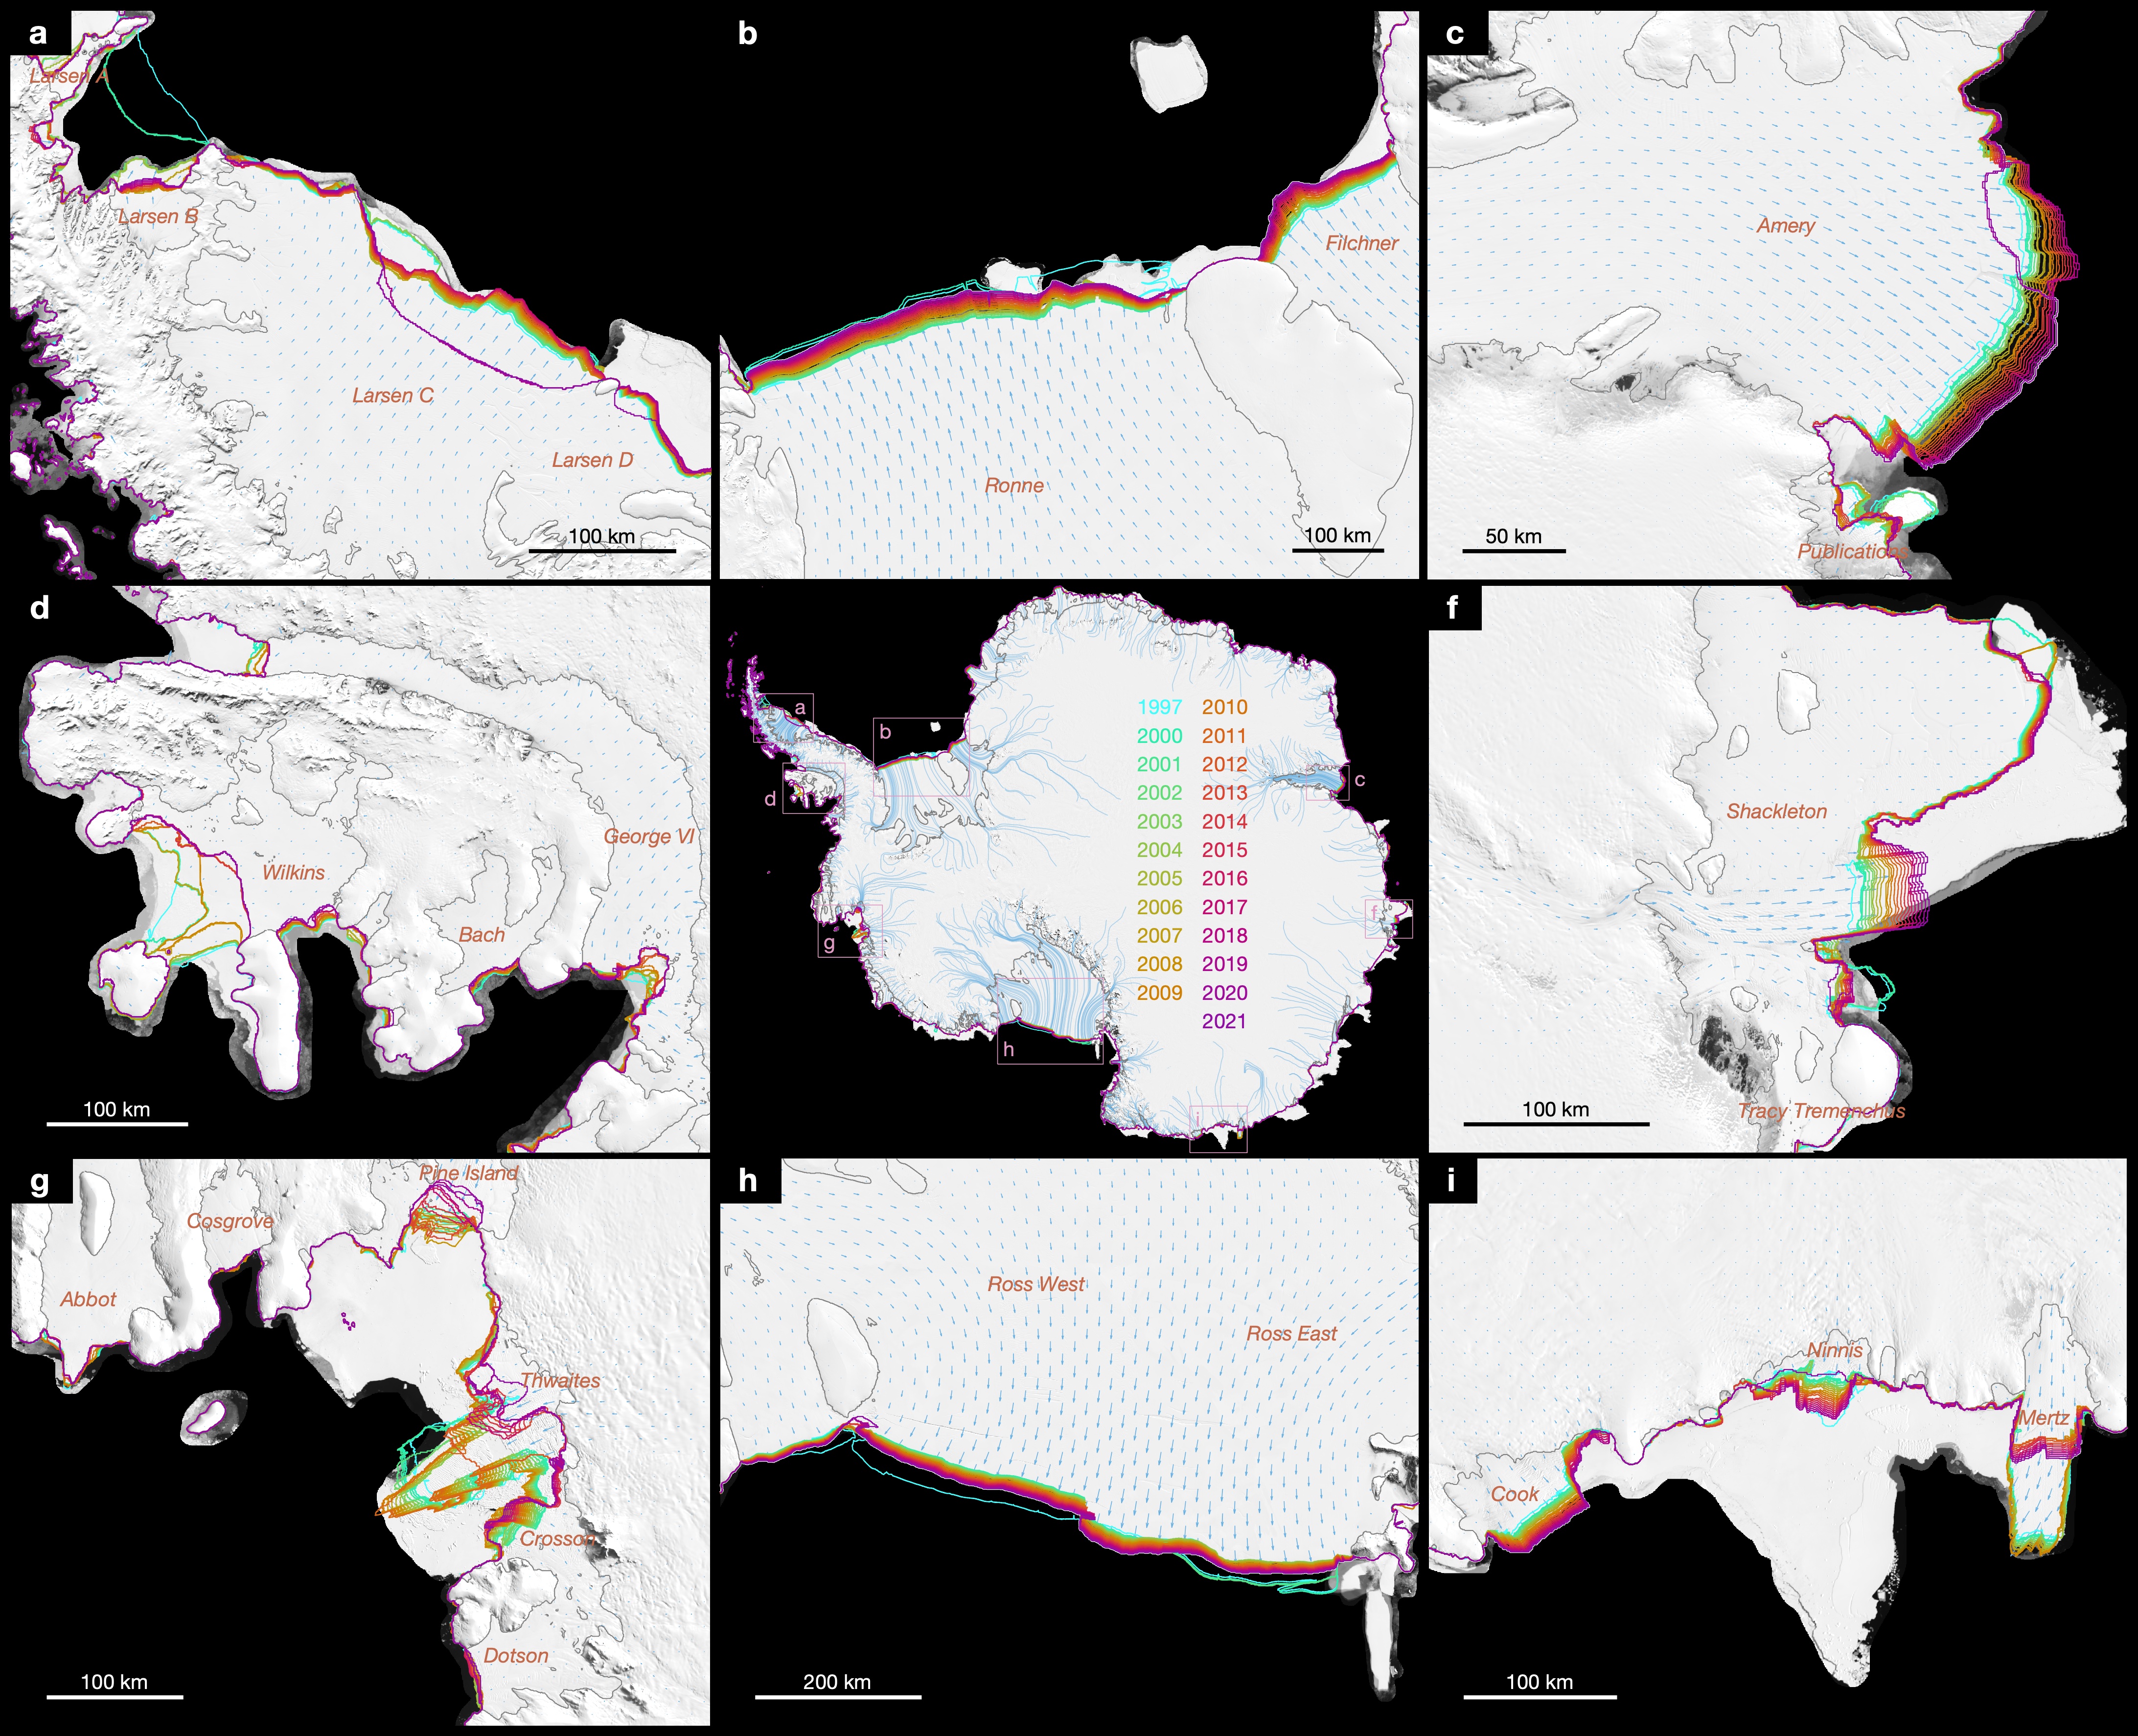 a
Larsen A
Larsen B
Larsen C
Larsen D
100 km
b
Filchner
Ronne
100 km
c
Amery
50 km
Publications
d
Wilkins
George VI
Bach
100 km
a
b
c
d
f
g
h
i
1997 2010
2000 2011
2001 2012
2002 2013
2003 2014
2004 2015
2005 2016
2006 2017
2007 2018
2008 2019
2009 2020
2021
f
Shackleton
100 km
Tracy Tremenchus
g
Pine Island
Cosgrove
Abbot
Thwaites
Crosson
Dotson
100 km
h
Ross West
Ross East
200 km
i
Ninnis
Mertz
Cook
100 km